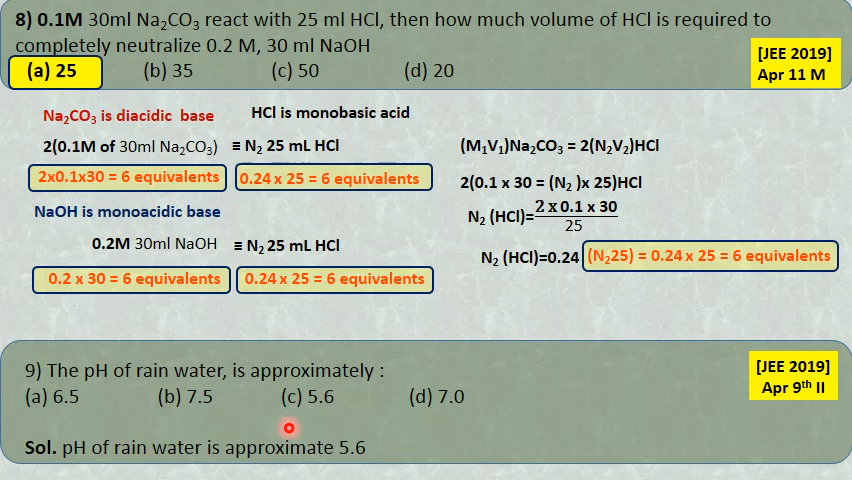 8) 0.1M 30ml Na₂CO₃ react with 25 ml HCl, then how much volume of HCl is required to
completely neutralize 0.2 M, 30 ml NaOH
(a) 25 (b) 35 (c) 50 (d) 20
[JEE 2019]
Apr 11 M
Na₂CO₃ is diacidic base
HCl is monobasic acid
2(0.1M of 30ml Na₂CO₃) ≡ N₂ 25 mL HCl
2x0.1x30 = 6 equivalents
0.24 x 25 = 6 equivalents
NaOH is monoacidic base
0.2M 30ml NaOH ≡ N₂ 25 mL HCl
0.2 x 30 = 6 equivalents
0.24 x 25 = 6 equivalents
(M₁V₁)Na₂CO₃ = 2(N₂V₂)HCl
2(0.1 x 30 = (N₂ )x 25)HCl
N₂ (HCl)= 2 x 0.1 x 30
25
N₂ (HCl)=0.24 (N₂25) = 0.24 x 25 = 6 equivalents
9) The pH of rain water, is approximately :
(a) 6.5 (b) 7.5 (c) 5.6 (d) 7.0
[JEE 2019]
Apr 9ᵗʰ II
Sol. pH of rain water is approximate 5.6